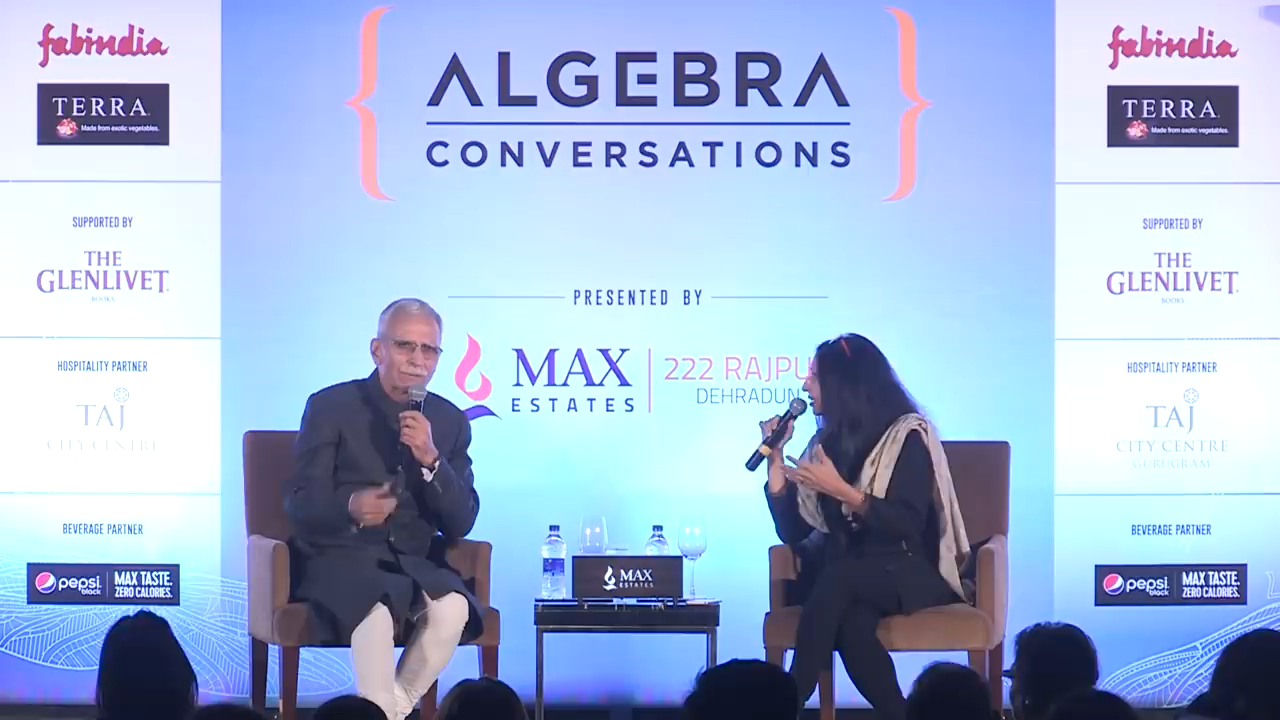 fabindia
TERRA
Made from exotic vegetables.
SUPPORTED BY
THE
GLENLIVET
BOOKS
HOSPITALITY PARTNER
TAJ
CITY CENTRE
BEVERAGE PARTNER
pepsi
black
MAX TASTE.
ZERO CALORIES.
ALGEBRA
CONVERSATIONS
PRESENTED BY
MAX
ESTATES
222 RAJPU
DEHRADUN
MAX
ESTATES
fabindia
TERRA
Made from exotic vegetables.
SUPPORTED BY
THE
GLENLIVET
BOOKS
HOSPITALITY PARTNER
TAJ
CITY CENTRE
GURUGRAM
BEVERAGE PARTNER
pepsi
black
MAX TASTE.
ZERO CALORIES.